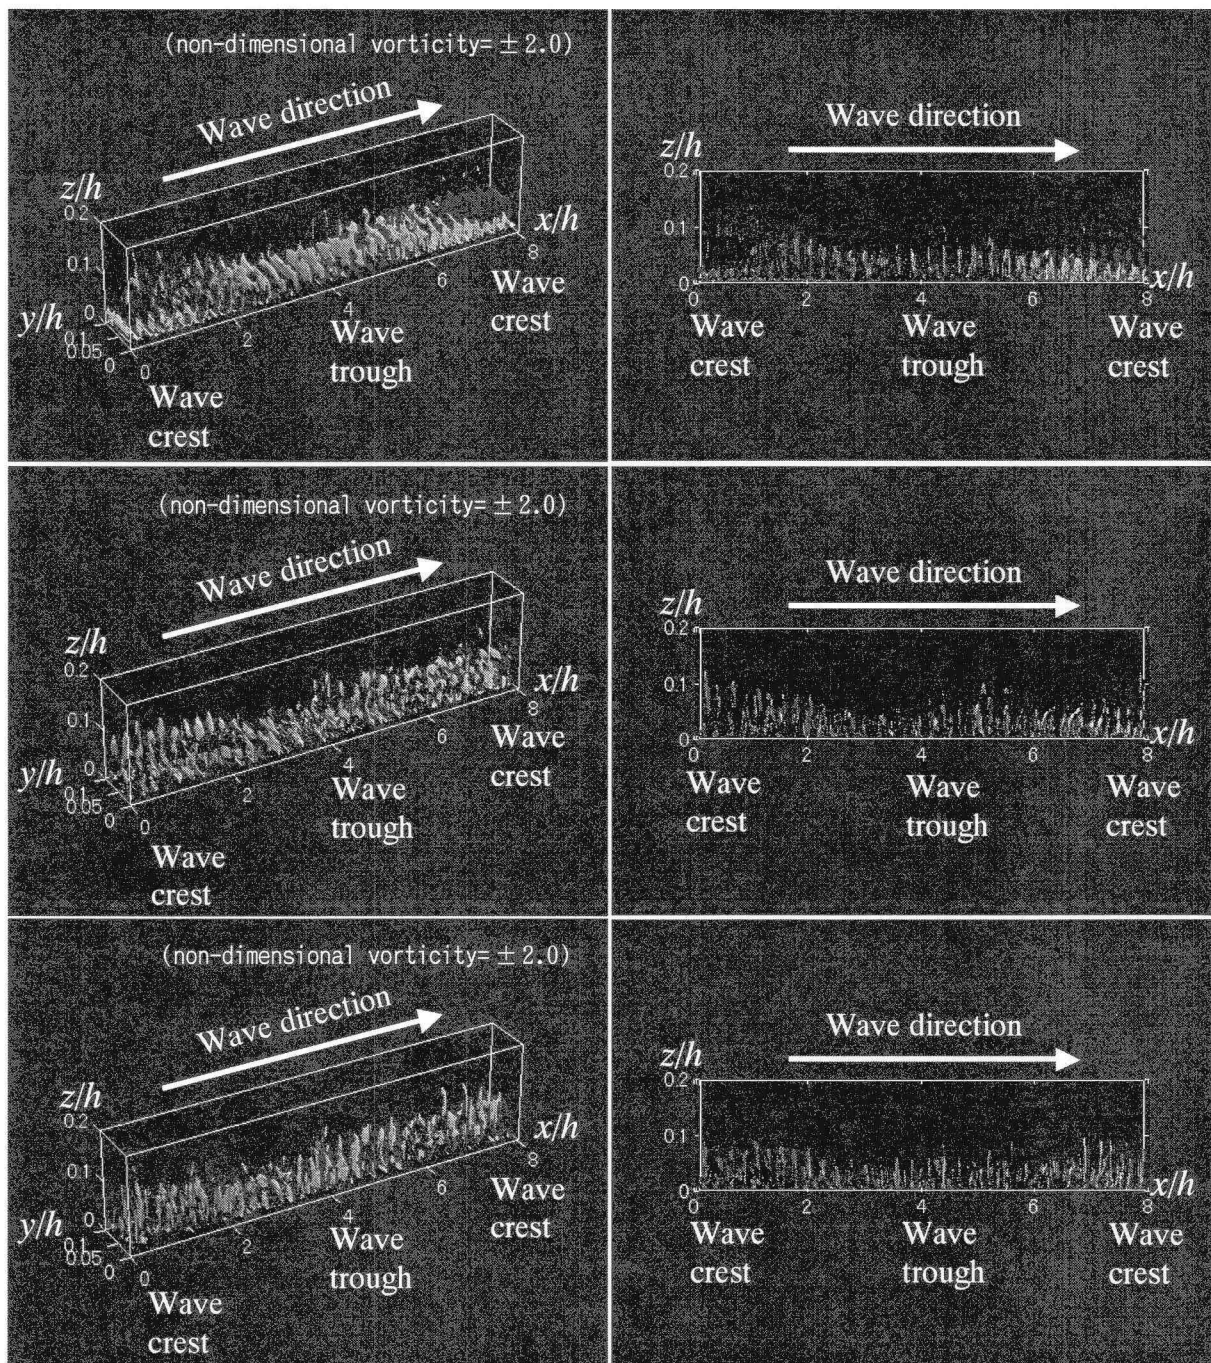 (non-dimensional vorticity= ± 2.0)
Wave direction
z/h
0.2
0.1
0
y/h
0.1
0.05
0
0
2
4
6
8
x/h
Wave
crest
Wave
trough
Wave
crest
Wave direction
z/h
0.2
0.1
0
0
2
4
6
8
x/h
Wave
crest
Wave
trough
Wave
crest
(non-dimensional vorticity= ± 2.0)
Wave direction
z/h
0.2
0.1
0
y/h
0.1
0.05
0
0
2
4
6
8
x/h
Wave
crest
Wave
trough
Wave
crest
Wave direction
z/h
0.2
0.1
0
0
2
4
6
8
x/h
Wave
crest
Wave
trough
Wave
crest
(non-dimensional vorticity= ± 2.0)
Wave direction
z/h
0.2
0.1
0
y/h
0.1
0.05
0
0
2
4
6
8
x/h
Wave
crest
Wave
trough
Wave
crest
Wave direction
z/h
0.2
0.1
0
0
2
4
6
8
x/h
Wave
crest
Wave
trough
Wave
crest